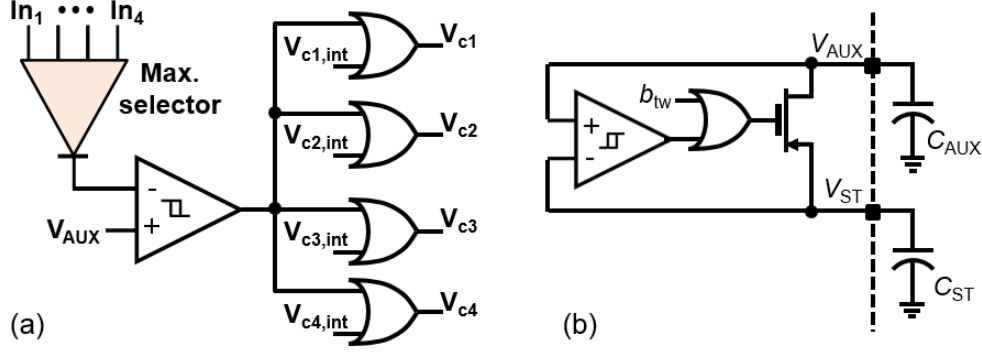 In1 ••• In4
Max.
selector
-
+
VAUX
Vc1,int
Vc1
Vc2,int
Vc2
Vc3,int
Vc3
Vc4,int
Vc4
(a)
VAUX
btw
+
-
CAUX
VST
CST
(b)